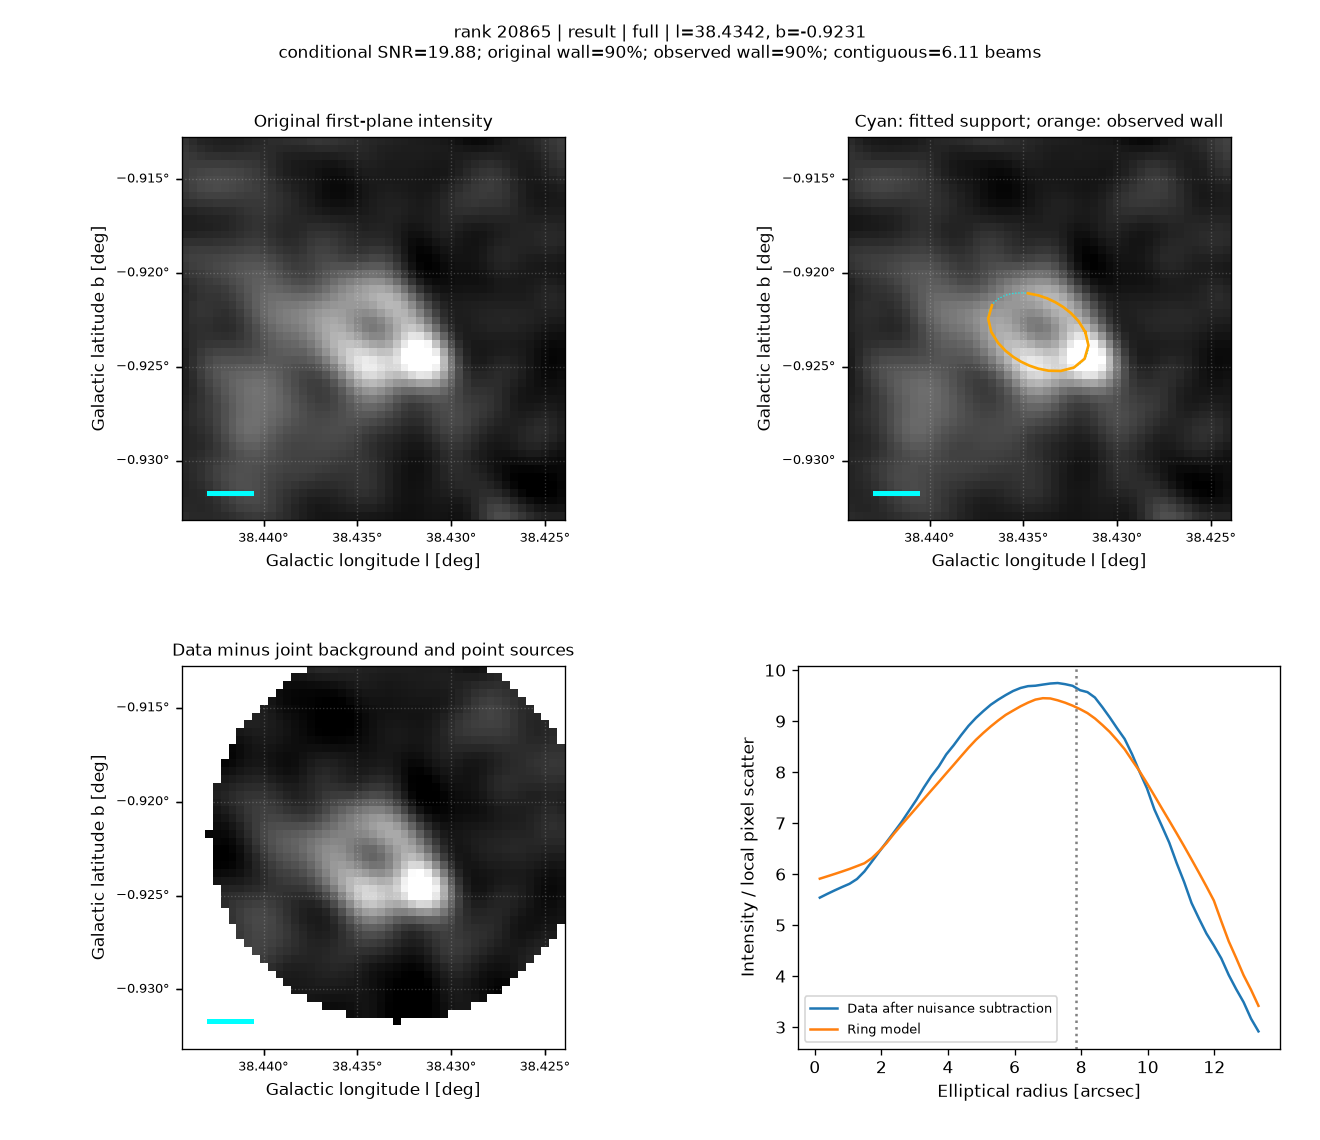 rank 20865 | result | full | l=38.4342, b=-0.9231
conditional SNR=19.88; original wall=90%; observed wall=90%; contiguous=6.11 beams
Original first-plane intensity
−0.915°
−0.920°
−0.925°
−0.930°
38.440°
38.435°
38.430°
38.425°
Galactic longitude l [deg]
Galactic latitude b [deg]
Cyan: fitted support; orange: observed wall
−0.915°
−0.920°
−0.925°
−0.930°
38.440°
38.435°
38.430°
38.425°
Galactic longitude l [deg]
Galactic latitude b [deg]
Data minus joint background and point sources
−0.915°
−0.920°
−0.925°
−0.930°
38.440°
38.435°
38.430°
38.425°
Galactic longitude l [deg]
Galactic latitude b [deg]
10
9
8
7
6
5
4
3
0
2
4
6
8
10
12
Elliptical radius [arcsec]
Intensity / local pixel scatter
Data after nuisance subtraction
Ring model